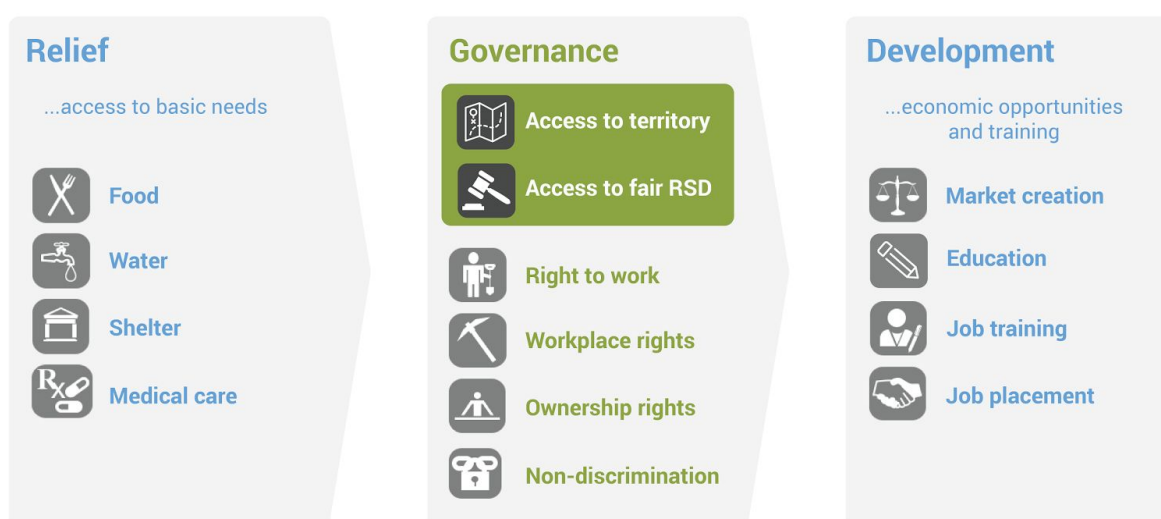 Relief
...access to basic needs
Food
Water
Shelter
Rx
Medical care
Governance
Access to territory
Access to fair RSD
Right to work
Workplace rights
Ownership rights
Non-discrimination
Development
...economic opportunities
and training
Market creation
Education
Job training
Job placement